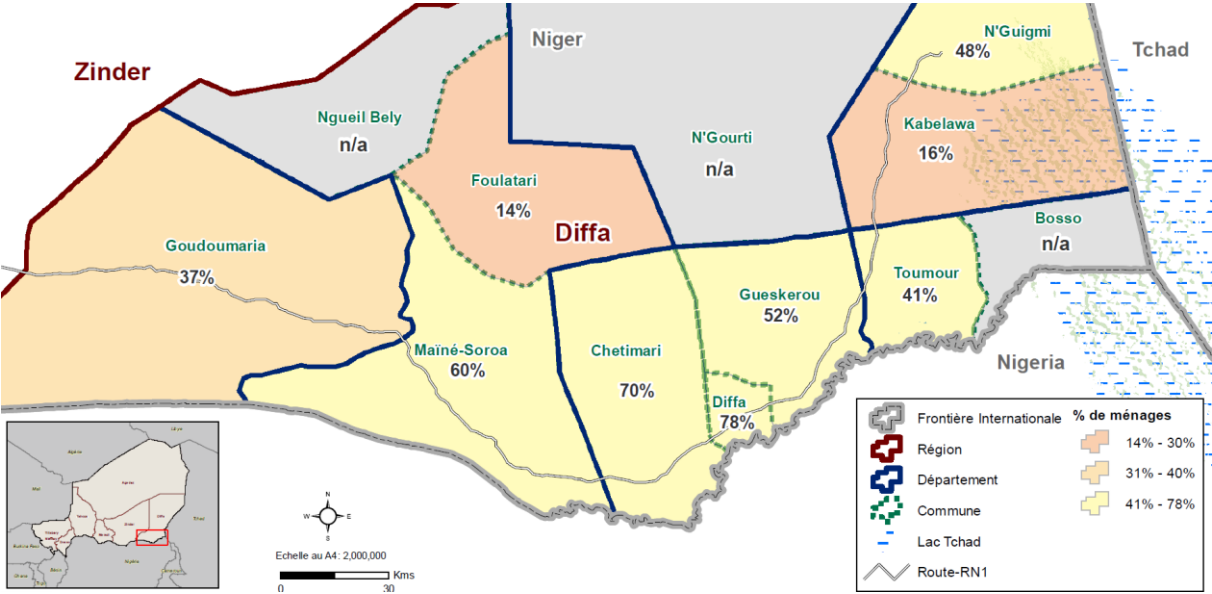 N'Guigmi
48%
Niger
Tchad
Zinder
Ngueil Bely
n/a
Kabelawa
16%
N'Gourti
n/a
Foulatari
14%
Diffa
Bosso
n/a
Goudoumaria
37%
Toumour
41%
Gueskerou
52%
Maïné-Soroa
60%
Chetimari
70%
Nigeria
Diffa
78%
N
W E
S
Echelle au A4: 2,000,000
Kms
0 30
Frontière Internationale
Région
Département
Commune
Lac Tchad
Route-RN1
% de ménages
14% - 30%
31% - 40%
41% - 78%